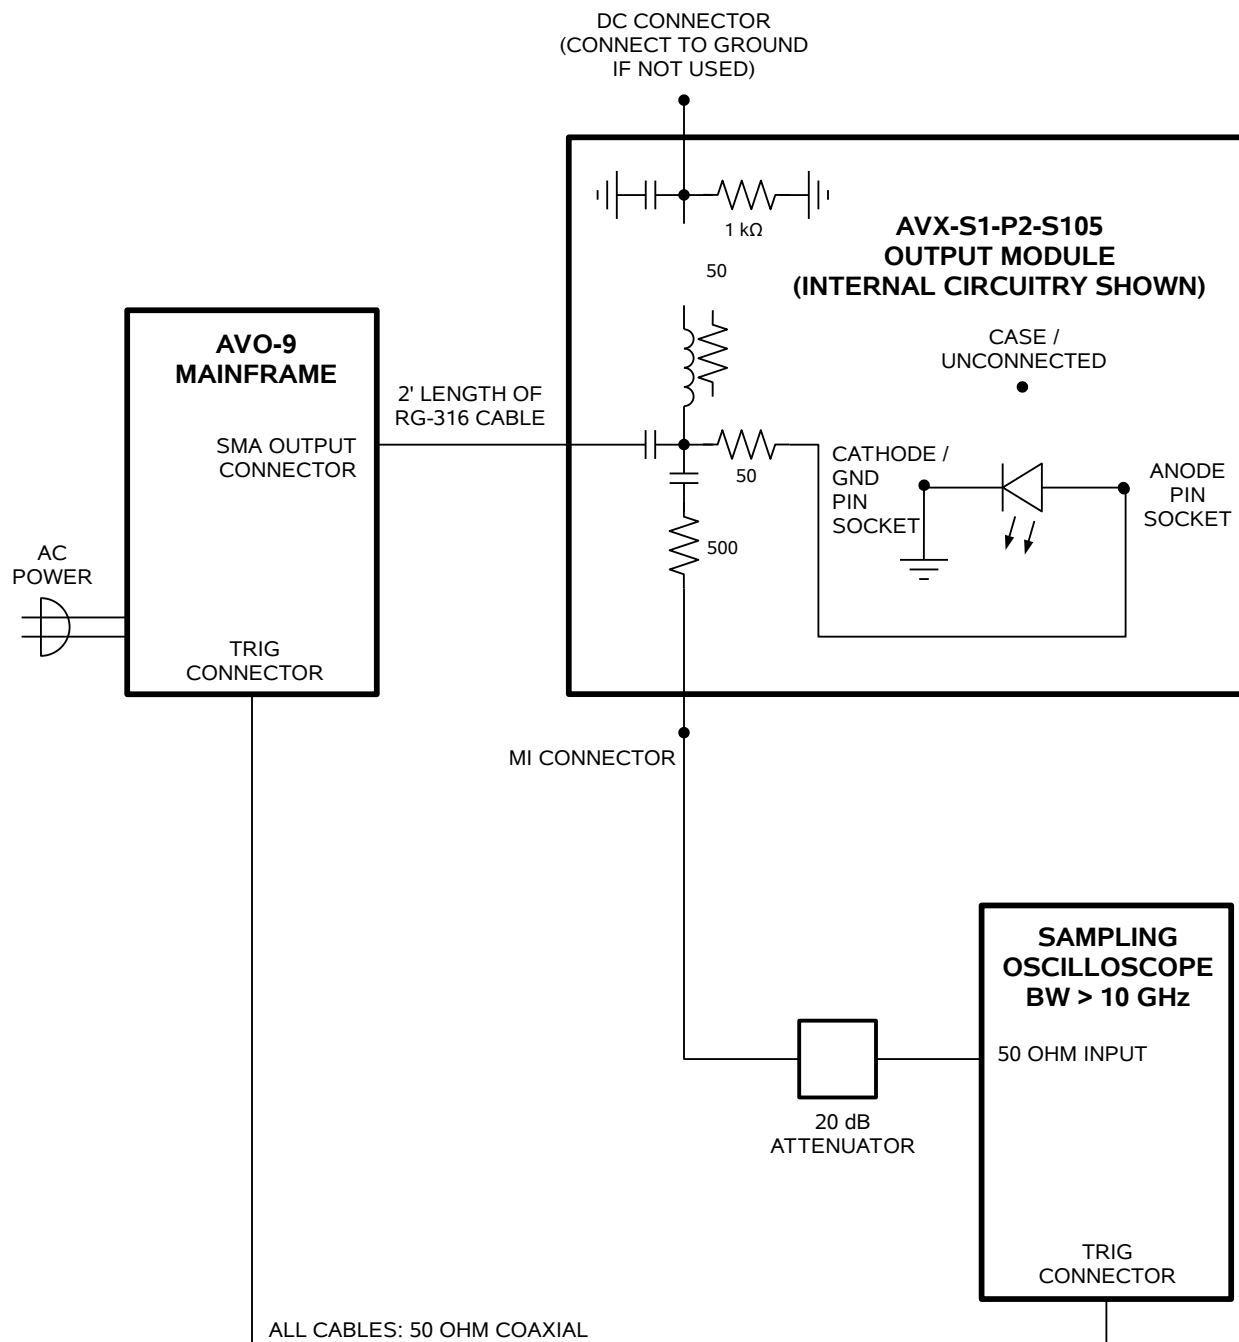 DC CONNECTOR
(CONNECT TO GROUND
IF NOT USED)
1 kΩ
AVX-S1-P2-S105
OUTPUT MODULE
(INTERNAL CIRCUITRY SHOWN)
50
AVO-9
MAINFRAME
CASE /
UNCONNECTED
2' LENGTH OF
RG-316 CABLE
SMA OUTPUT
CONNECTOR
50
CATHODE /
GND
PIN
SOCKET
ANODE
PIN
SOCKET
500
AC
POWER
TRIG
CONNECTOR
MI CONNECTOR
SAMPLING
OSCILLOSCOPE
BW > 10 GHz
50 OHM INPUT
20 dB
ATTENUATOR
TRIG
CONNECTOR
ALL CABLES: 50 OHM COAXIAL